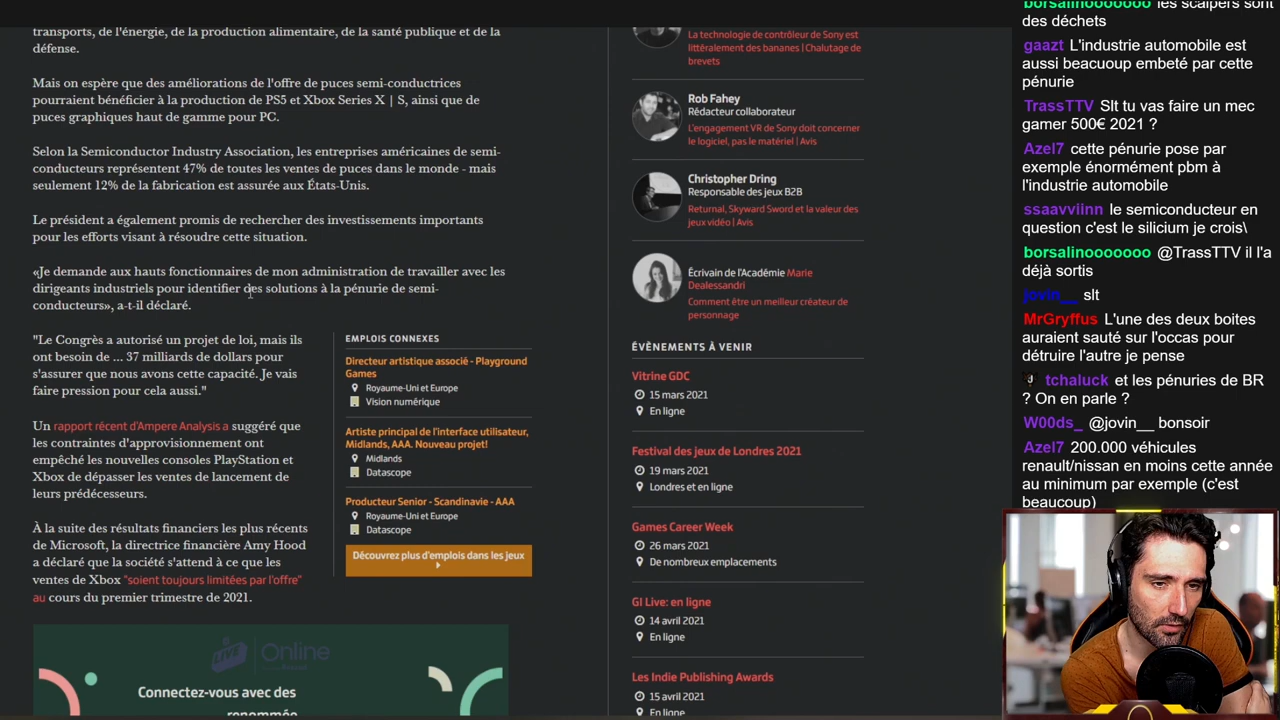 transports, de l'énergie, de la production alimentaire, de la santé publique et de la
défense.
Mais on espère que des améliorations de l'offre de puces semi-conductrices
pourraient bénéficier à la production de PS5 et Xbox Series X | S, ainsi que de
puces graphiques haut de gamme pour PC.
Selon la Semiconductor Industry Association, les entreprises américaines de semi-
conducteurs représentent 47% de toutes les ventes de puces dans le monde - mais
seulement 12% de la fabrication est assurée aux États-Unis.
Le président a également promis de rechercher des investissements importants
pour les efforts visant à résoudre cette situation.
«Je demande aux hauts fonctionnaires de mon administration de travailler avec les
dirigeants industriels pour identifier des solutions à la pénurie de semi-
conducteurs», a-t-il déclaré.
"Le Congrès a autorisé un projet de loi, mais ils
ont besoin de ... 37 milliards de dollars pour
s'assurer que nous avons cette capacité. Je vais
faire pression pour cela aussi."
Un rapport récent d'Ampere Analysis a suggéré que
les contraintes d'approvisionnement ont
empêché les nouvelles consoles PlayStation et
Xbox de dépasser les ventes de lancement de
leurs prédécesseurs.
À la suite des résultats financiers les plus récents
de Microsoft, la directrice financière Amy Hood
a déclaré que la société s'attend à ce que les
ventes de Xbox "soient toujours limitées par l'offre"
au cours du premier trimestre de 2021.
EMPLOIS CONNEXES
Directeur artistique associé - Playground
Games
Royaume-Uni et Europe
Vision numérique
Artiste principal de l'interface utilisateur,
Midlands, AAA. Nouveau projet!
Midlands
Datascope
Producteur Senior - Scandinavie - AAA
Royaume-Uni et Europe
Datascope
Découvrez plus d'emplois dans les jeux
LIVE Online
Connectez-vous avec des
renommée
La technologie de contrôleur de Sony est
littéralement des bananes | Chalutage de
brevets
Rob Fahey
Rédacteur collaborateur
L'engagement VR de Sony doit concerner
le logiciel, pas le matériel | Avis
Christopher Dring
Responsable des jeux B2B
Returnal, Skyward Sword et la valeur des
jeux vidéo | Avis
Écrivain de l'Académie Marie
Dealessandri
Comment être un meilleur créateur de
personnage
ÉVÈNEMENTS À VENIR
Vitrine GDC
15 mars 2021
En ligne
Festival des jeux de Londres 2021
19 mars 2021
Londres et en ligne
Games Career Week
26 mars 2021
De nombreux emplacements
GI Live: en ligne
14 avril 2021
En ligne
Les Indie Publishing Awards
15 avril 2021
En ligne
borsalinooooooo les scalpers sont
des déchets
gaazt L'industrie automobile est
aussi beacuoup embeté par cette
pénurie
TrassTTV Slt tu vas faire un mec
gamer 500€ 2021 ?
Azel7 cette pénurie pose par
exemple énormément pbm à
l'industrie automobile
ssaavviinn le semiconducteur en
question c'est le silicium je crois\
borsalinooooooo @TrassTTV il l'a
déjà sortis
jovin__ slt
MrGryffus L'une des deux boites
auraient sauté sur l'occas pour
détruire l'autre je pense
tchaluck et les pénuries de BR
? On en parle ?
W00ds_ @jovin__ bonsoir
Azel7 200.000 véhicules
renault/nissan en moins cette année
au minimum par exemple (c'est
beaucoup)